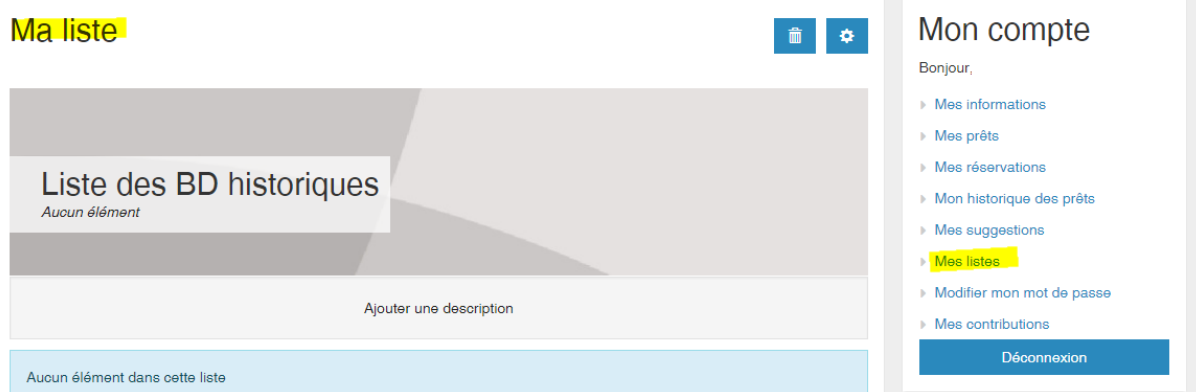 Ma liste
Liste des BD historiques
Aucun élément
Ajouter une description
Aucun élément dans cette liste
Mon compte
Bonjour,
Mes informations
Mes prêts
Mes réservations
Mon historique des prêts
Mes suggestions
Mes listes
Modifier mon mot de passe
Mes contributions
Déconnexion